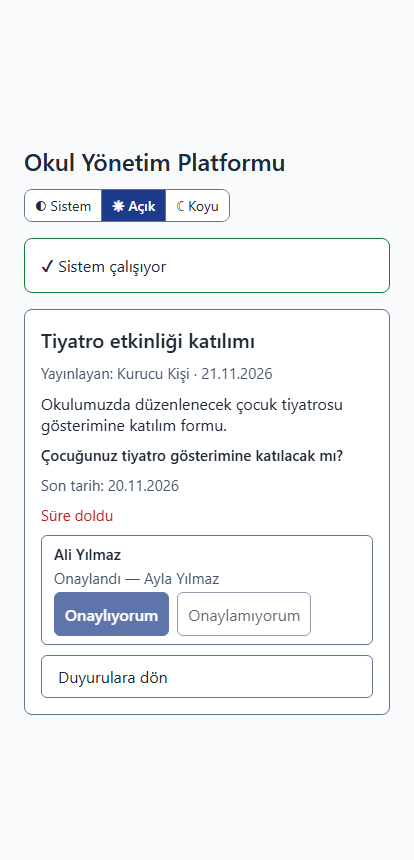 Okul Yönetim Platformu
Sistem
Açık
Koyu
Sistem çalışıyor
Tiyatro etkinliği katılımı
Yayınlayan: Kurucu Kişi · 21.11.2026
Okulumuzda düzenlenecek çocuk tiyatrosu
gösterimine katılım formu.
Çocuğunuz tiyatro gösterimine katılacak mı?
Son tarih: 20.11.2026
Süre doldu
Ali Yılmaz
Onaylandı — Ayla Yılmaz
Onaylıyorum
Onaylamıyorum
Duyurulara dön